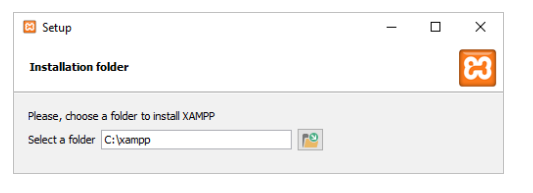 Setup
Installation folder
Please, choose a folder to install XAMPP
Select a folder C:\xampp